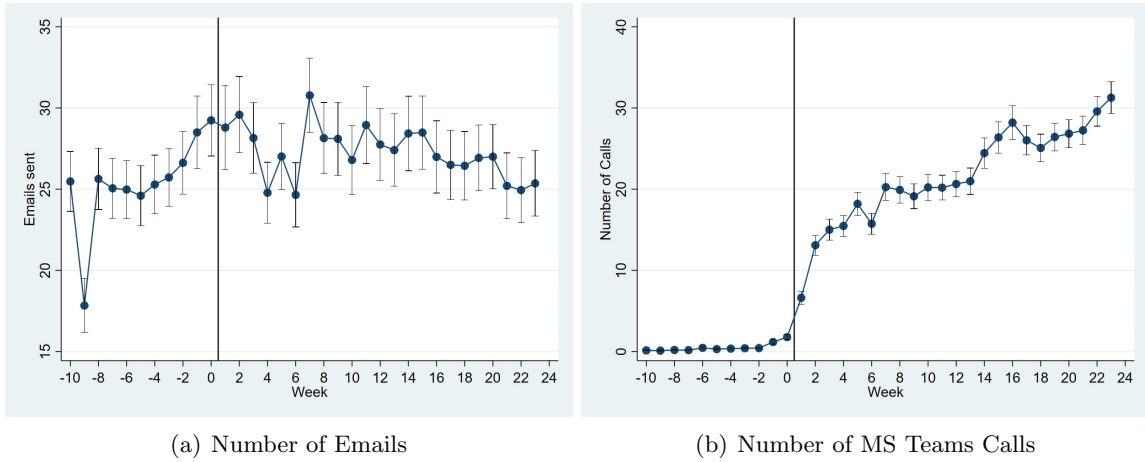 35
30
25
20
15
Emails sent
-10 -8 -6 -4 -2 0 2 4 6 8 10 12 14 16 18 20 22 24
Week
(a) Number of Emails
40
30
20
10
0
Number of Calls
-10 -8 -6 -4 -2 0 2 4 6 8 10 12 14 16 18 20 22 24
Week
(b) Number of MS Teams Calls